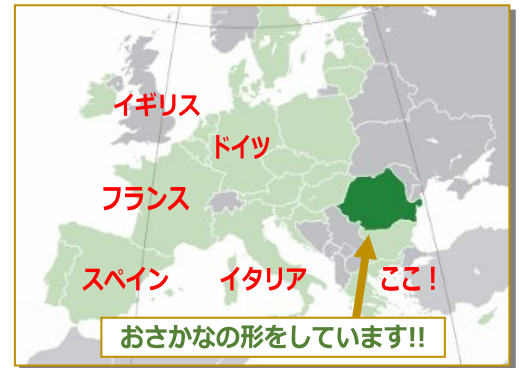 イギリス
ドイツ
フランス
スペイン
イタリア
ここ！
おさかなの形をしています!!